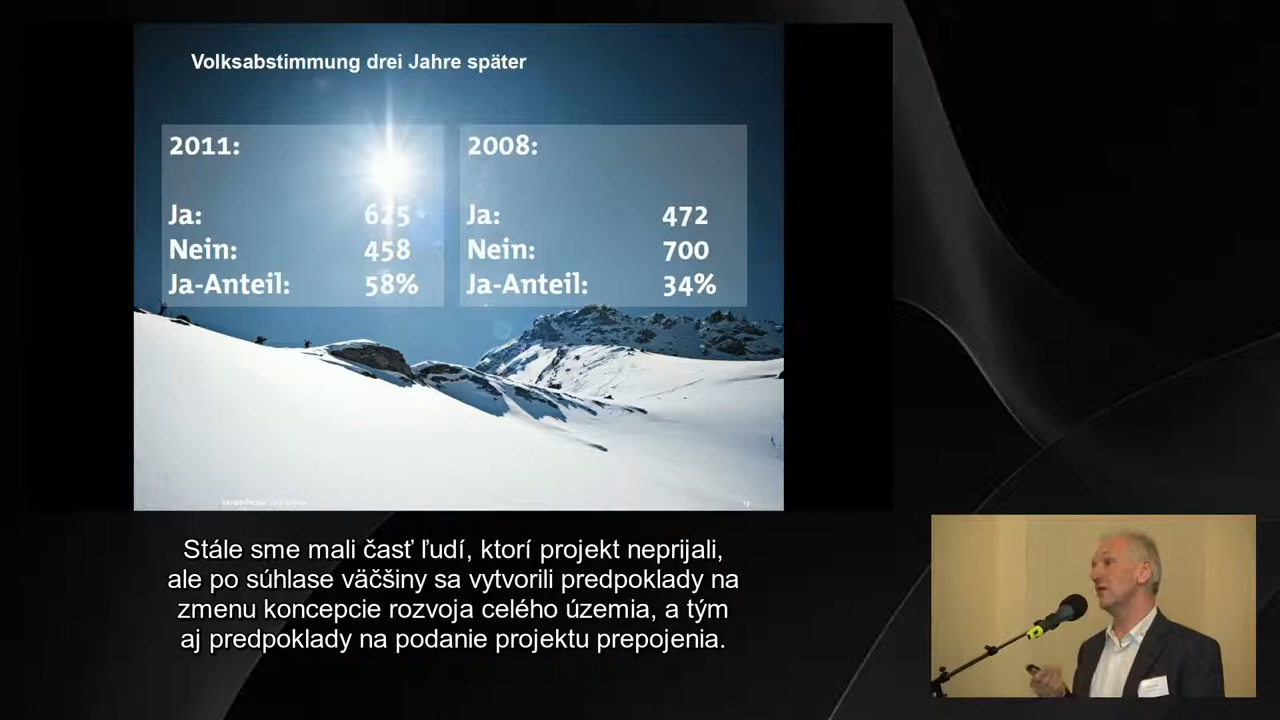 Volksabstimmung drei Jahre später
2011:
Ja: 625
Nein: 458
Ja-Anteil: 58%
2008:
Ja: 472
Nein: 700
Ja-Anteil: 34%
13
Stále sme mali časť ľudí, ktorí projekt neprijali,
ale po súhlase väčšiny sa vytvorili predpoklady na
zmenu koncepcie rozvoja celého územia, a tým
aj predpoklady na podanie projektu prepojenia.